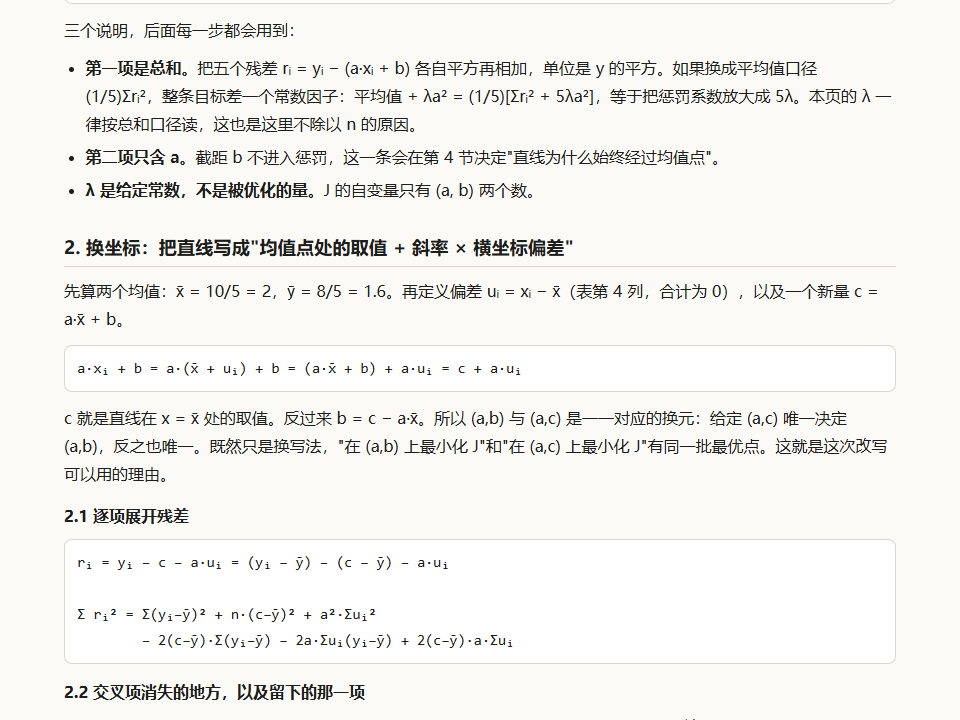 三个说明，后面每一步都会用到：
• 第一项是总和。把五个残差 rᵢ = yᵢ − (a·xᵢ + b) 各自平方再相加，单位是 y 的平方。如果换成平均值口径
(1/5)Σrᵢ²，整条目标差一个常数因子：平均值 + λa² = (1/5)[Σrᵢ² + 5λa²]，等于把惩罚系数放大成 5λ。本页的 λ 一
律按总和口径读，这也是这里不除以 n 的原因。
• 第二项只含 a。截距 b 不进入惩罚，这一条会在第 4 节决定"直线为什么始终经过均值点"。
• λ 是给定常数，不是被优化的量。J 的自变量只有 (a, b) 两个数。
2. 换坐标：把直线写成"均值点处的取值 + 斜率 × 横坐标偏差"
先算两个均值：x̄ = 10/5 = 2，ȳ = 8/5 = 1.6。再定义偏差 uᵢ = xᵢ − x̄（表第 4 列，合计为 0），以及一个新量 c =
a·x̄ + b。
a·xᵢ + b = a·(x̄ + uᵢ) + b = (a·x̄ + b) + a·uᵢ = c + a·uᵢ
c 就是直线在 x = x̄ 处的取值。反过来 b = c − a·x̄。所以 (a,b) 与 (a,c) 是一一对应的换元：给定 (a,c) 唯一决定
(a,b)，反之也唯一。既然只是换写法，"在 (a,b) 上最小化 J"和"在 (a,c) 上最小化 J"有同一批最优点。这就是这次改写
可以用的理由。
2.1 逐项展开残差
rᵢ = yᵢ − c − a·uᵢ = (yᵢ − ȳ) − (c − ȳ) − a·uᵢ
Σ rᵢ² = Σ(yᵢ−ȳ)² + n·(c−ȳ)² + a²·Σuᵢ²
− 2(c−ȳ)·Σ(yᵢ−ȳ) − 2a·Σuᵢ(yᵢ−ȳ) + 2(c−ȳ)·a·Σuᵢ
2.2 交叉项消失的地方，以及留下的那一项